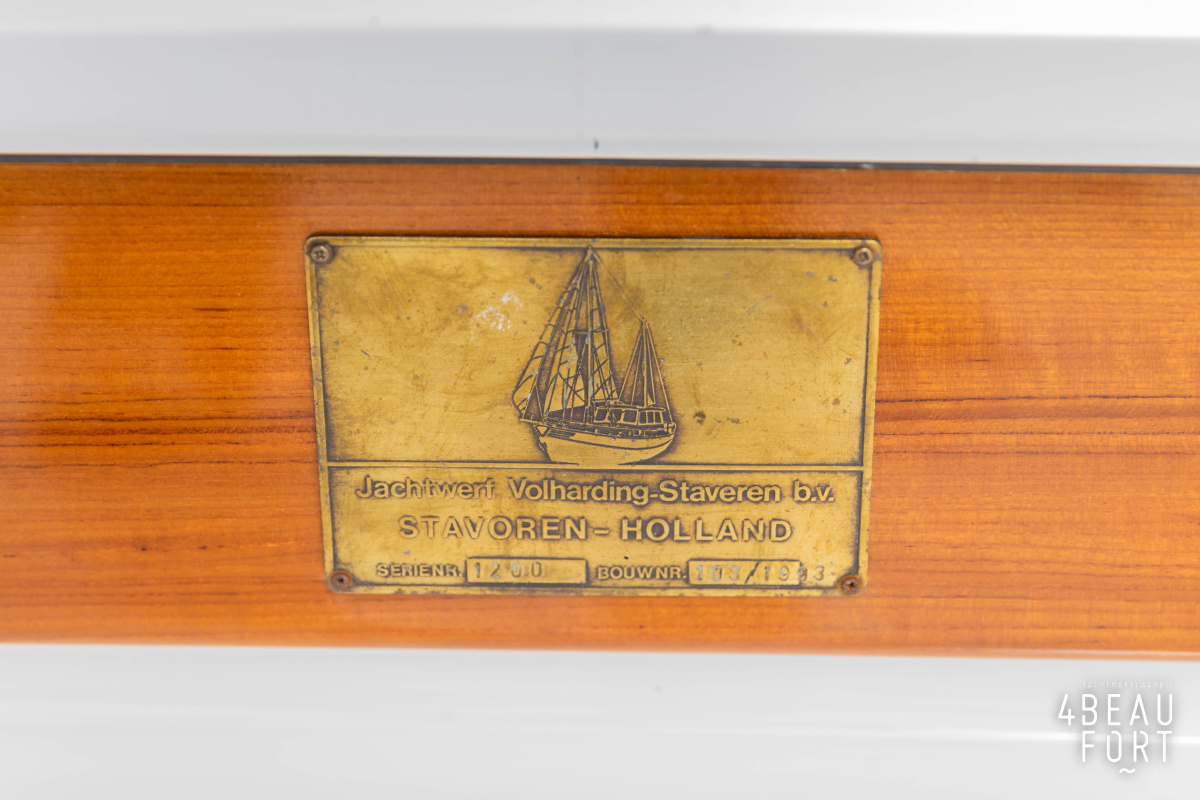 Jachtwerf Volharding-Staveren b.v.
STAVOREN-HOLLAND
SERIENR. 1200 BOUWNR.
4BEAU
FORT